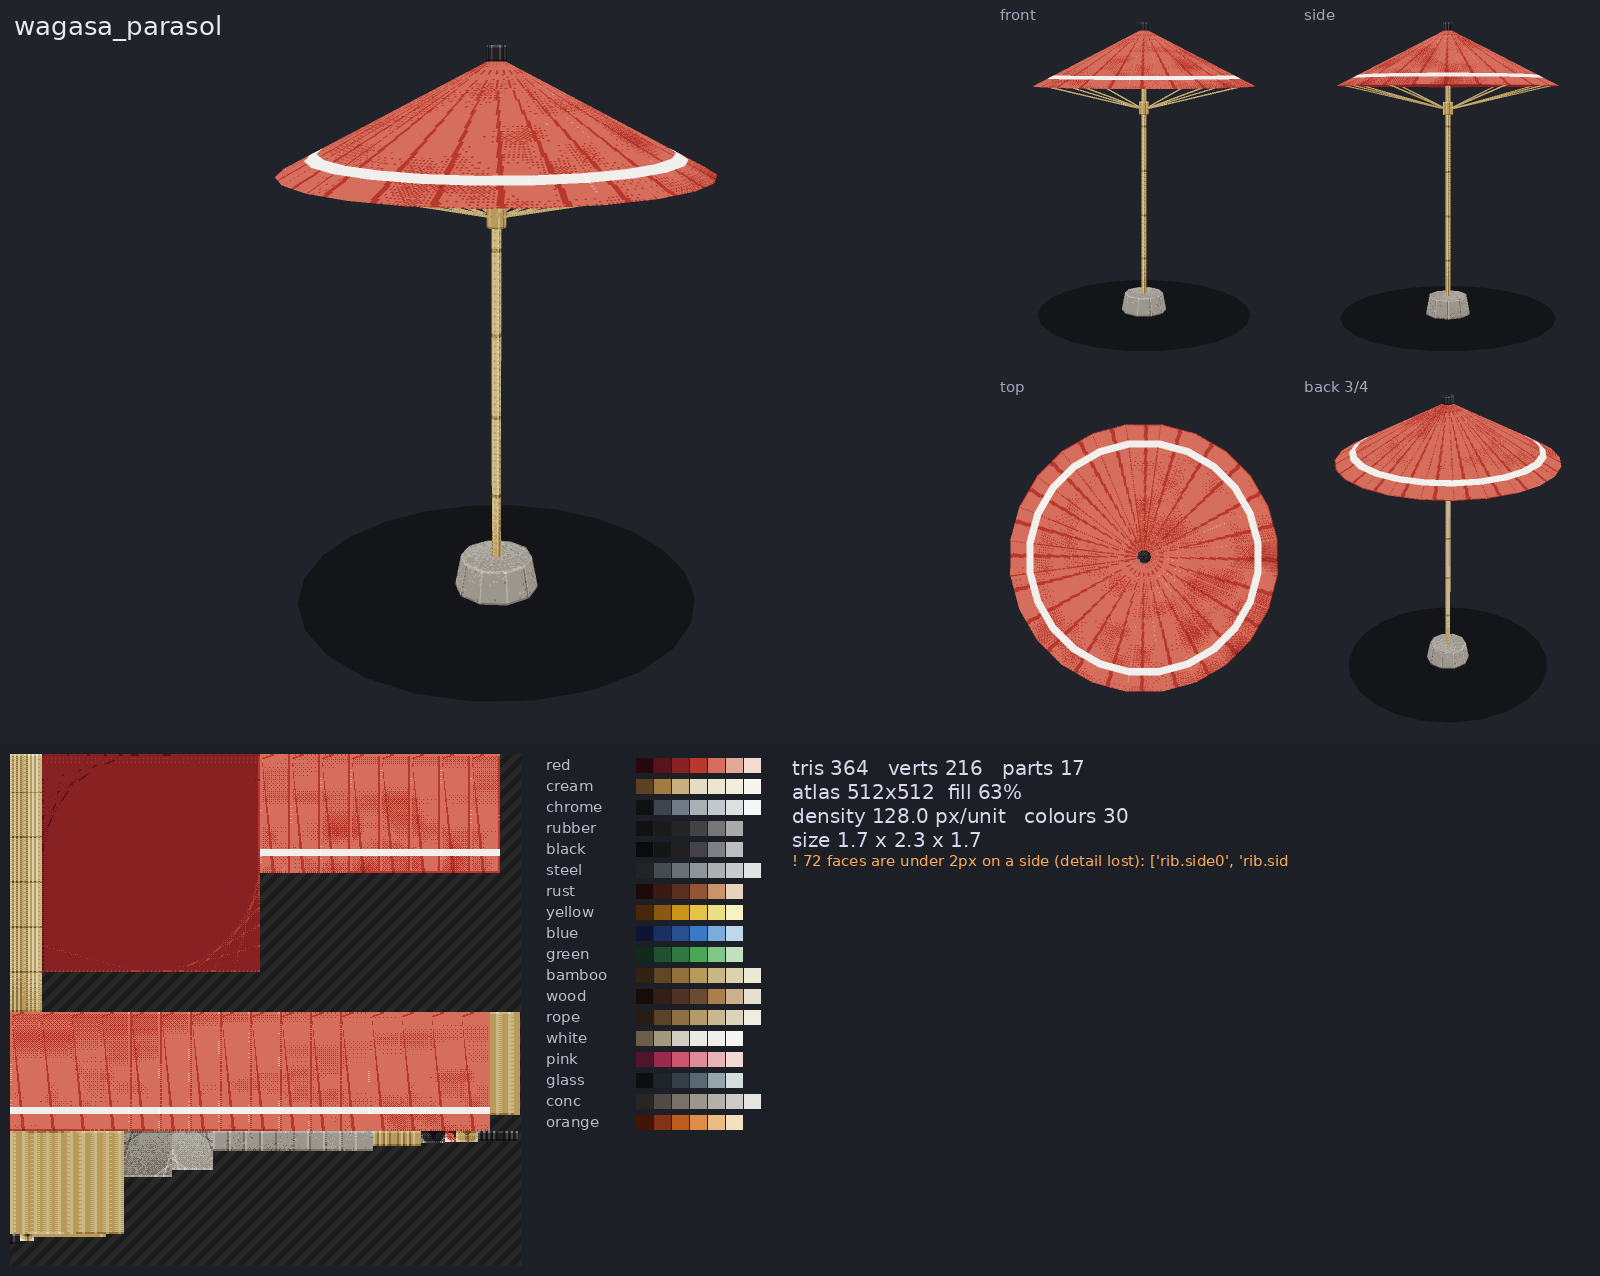 wagasa_parasol
front
side
top
back 3/4
red
cream
chrome
rubber
black
steel
rust
yellow
blue
green
bamboo
wood
rope
white
pink
glass
conc
orange
tris 364 verts 216 parts 17
atlas 512x512 fill 63%
density 128.0 px/unit colours 30
size 1.7 x 2.3 x 1.7
! 72 faces are under 2px on a side (detail lost): ['rib.side0', 'rib.sid